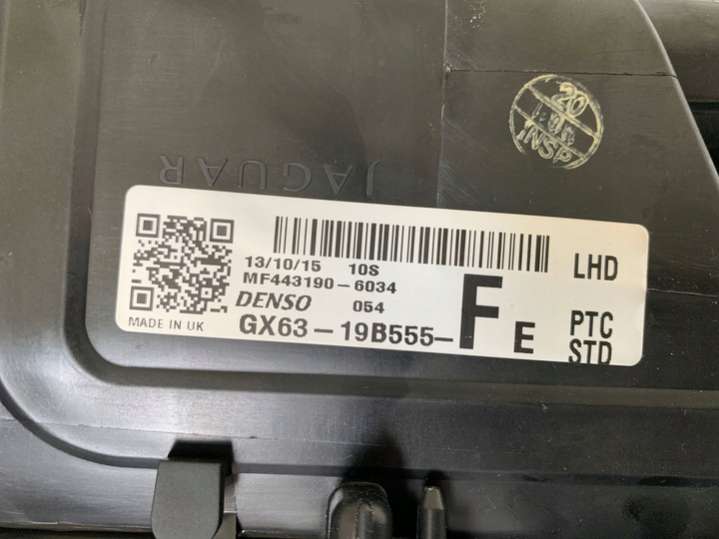 20
INSP
JAGUAR
13/10/15 10S
MF443190-6034
DENSO 054
MADE IN UK
GX63-19B555-FE
LHD
PTC
STD